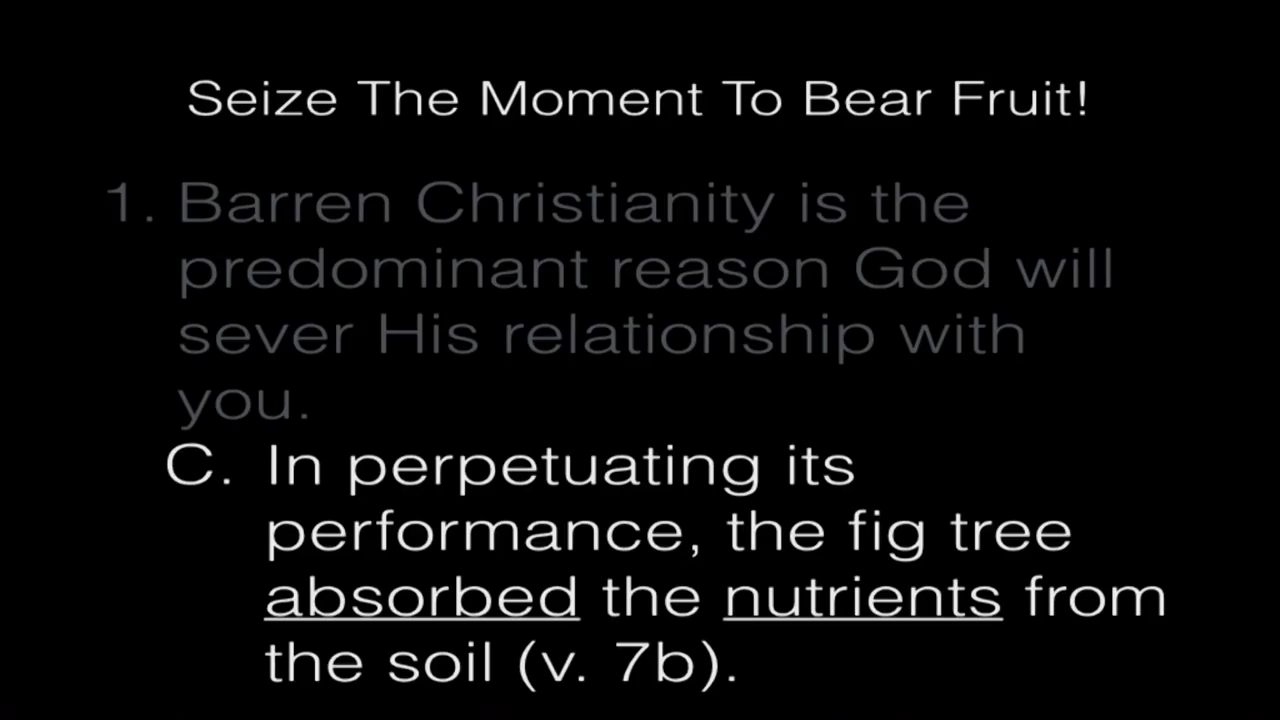 Seize The Moment To Bear Fruit!
1. Barren Christianity is the
predominant reason God will
sever His relationship with
you.
C. In perpetuating its
performance, the fig tree
absorbed the nutrients from
the soil (v. 7b).